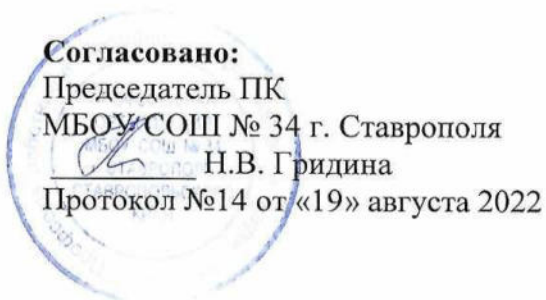 Согласовано:
Председатель ПК
МБОУ СОШ № 34 г. Ставрополя
Н.В. Гридина
Протокол №14 от «19» августа 2022